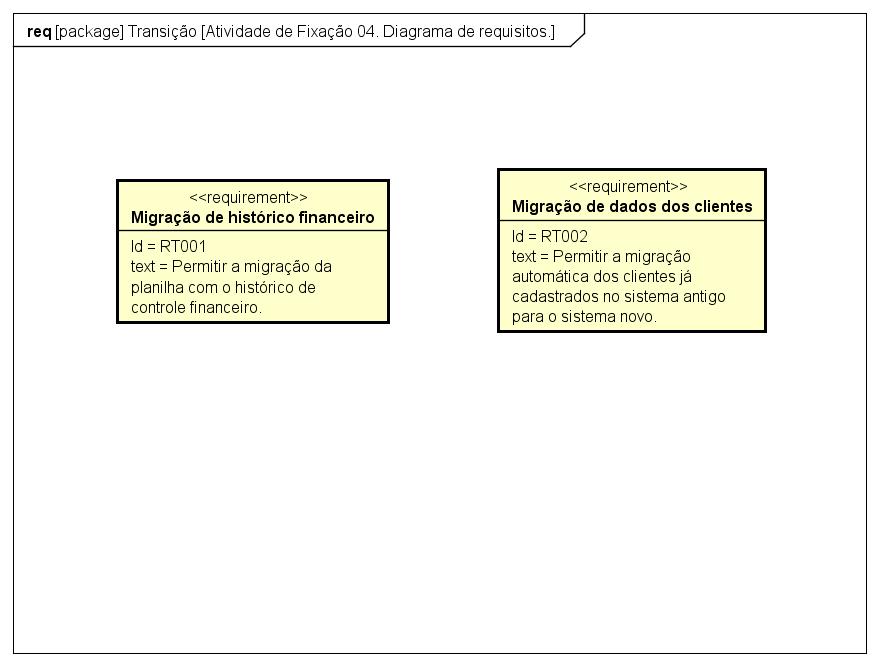 req [package] Transição [Atividade de Fixação 04. Diagrama de requisitos.]
<<requirement>>
Migração de histórico financeiro
Id = RT001
text = Permitir a migração da
planilha com o histórico de
controle financeiro.
<<requirement>>
Migração de dados dos clientes
Id = RT002
text = Permitir a migração
automática dos clientes já
cadastrados no sistema antigo
para o sistema novo.